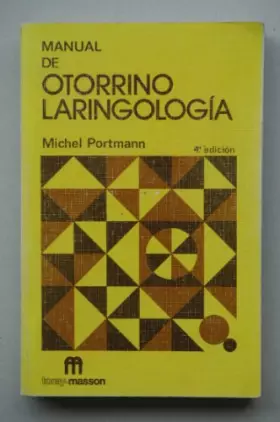 MANUAL
DE
OTORRINO
LARINGOLOGÍA
Michel Portmann
4ª edición
toray-masson